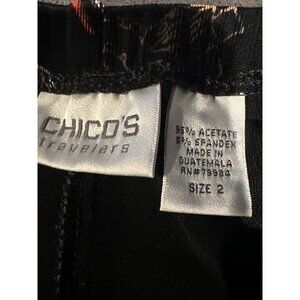 CHICO'S
travelers
95% ACETATE
5% SPANDEX
MADE IN
GUATEMALA
RN#79984
SIZE 2